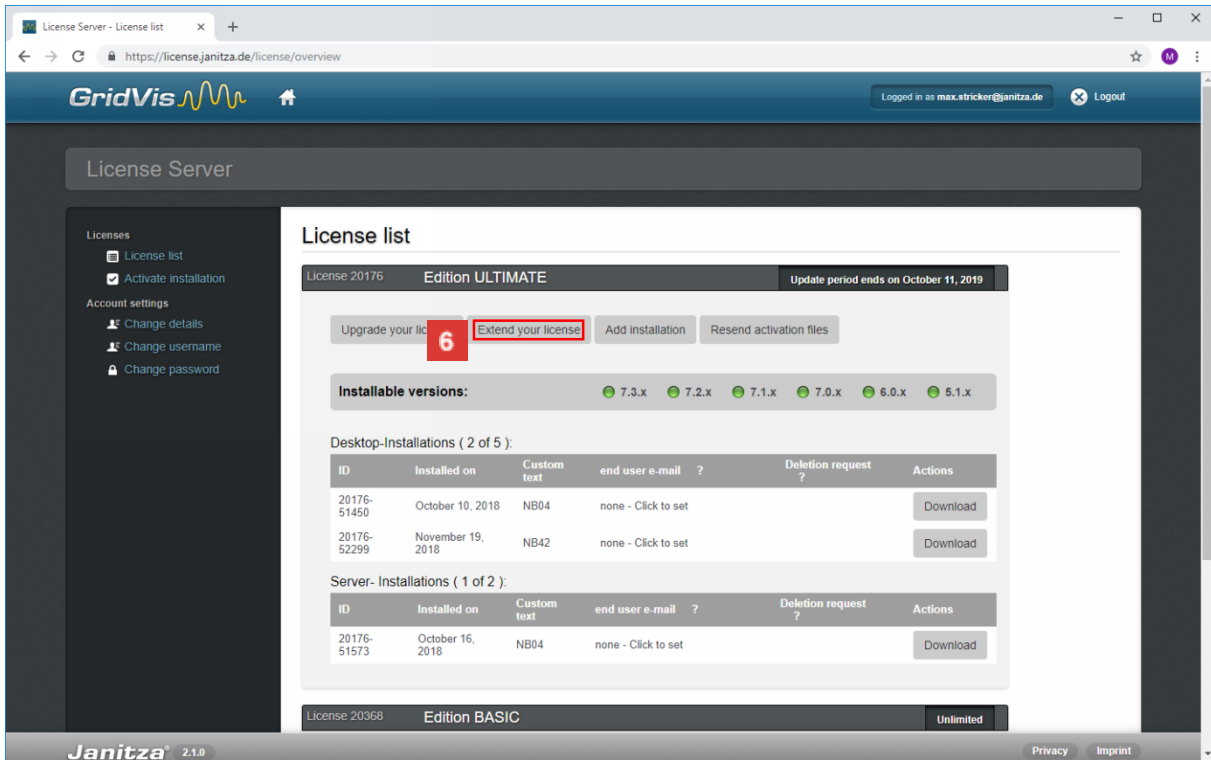 License Server - License list
https://license.janitza.de/license/overview
M
GridVis
Logged in as max.stricker@janitza.de
Logout
License Server
Licenses
License list
Activate installation
Account settings
Change details
Change username
Change password
License list
License 20176 Edition ULTIMATE Update period ends on October 11, 2019
Upgrade your 6 Extend your license Add installation Resend activation files
Installable versions: 7.3.x 7.2.x 7.1.x 7.0.x 6.0.x 5.1.x
Desktop-Installations ( 2 of 5 ):
ID Installed on Custom text end user e-mail ? Deletion request ? Actions
20176-51450 October 10, 2018 NB04 none - Click to set Download
20176-52299 November 19, 2018 NB42 none - Click to set Download
Server- Installations ( 1 of 2 ):
ID Installed on Custom text end user e-mail ? Deletion request ? Actions
20176-51573 October 16, 2018 NB04 none - Click to set Download
License 20368 Edition BASIC Unlimited
Janitza® 2.1.0 Privacy Imprint